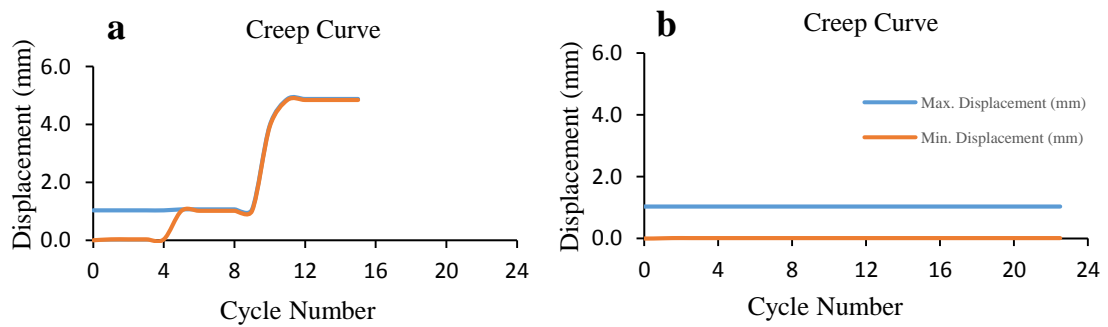 a
Creep Curve
Displacement (mm)
6.0
4.0
2.0
0.0
0 4 8 12 16 20 24
Cycle Number
b
Creep Curve
Displacement (mm)
6.0
4.0
2.0
0.0
Max. Displacement (mm)
Min. Displacement (mm)
0 4 8 12 16 20 24
Cycle Number